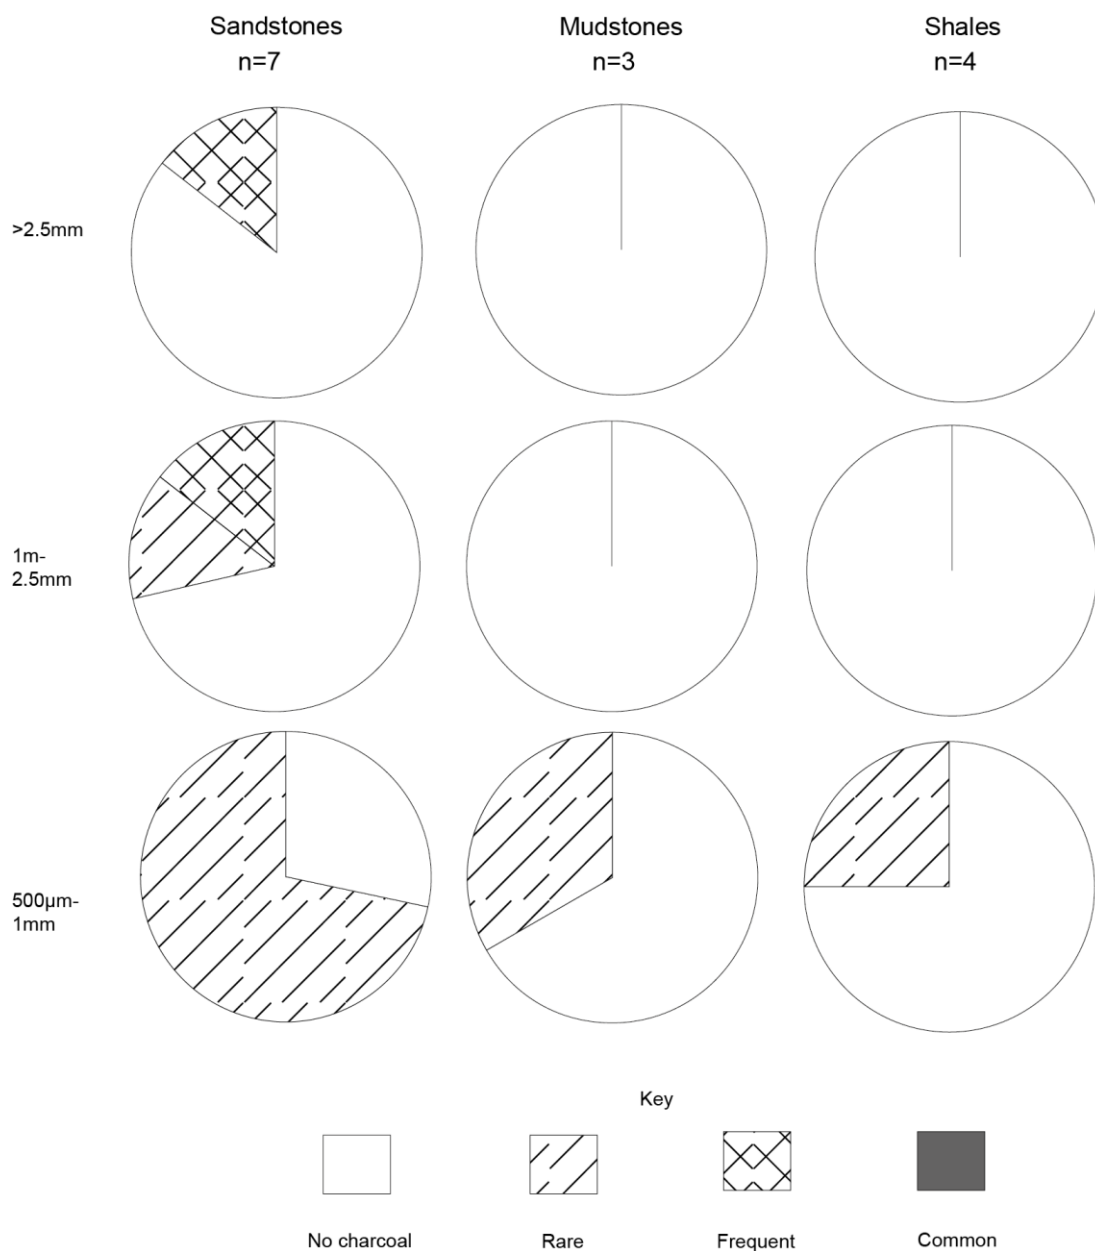 Sandstones Mudstones Shales
n=7 n=3 n=4
>2.5mm
1m-
2.5mm
500µm-
1mm
Key
No charcoal Rare Frequent Common